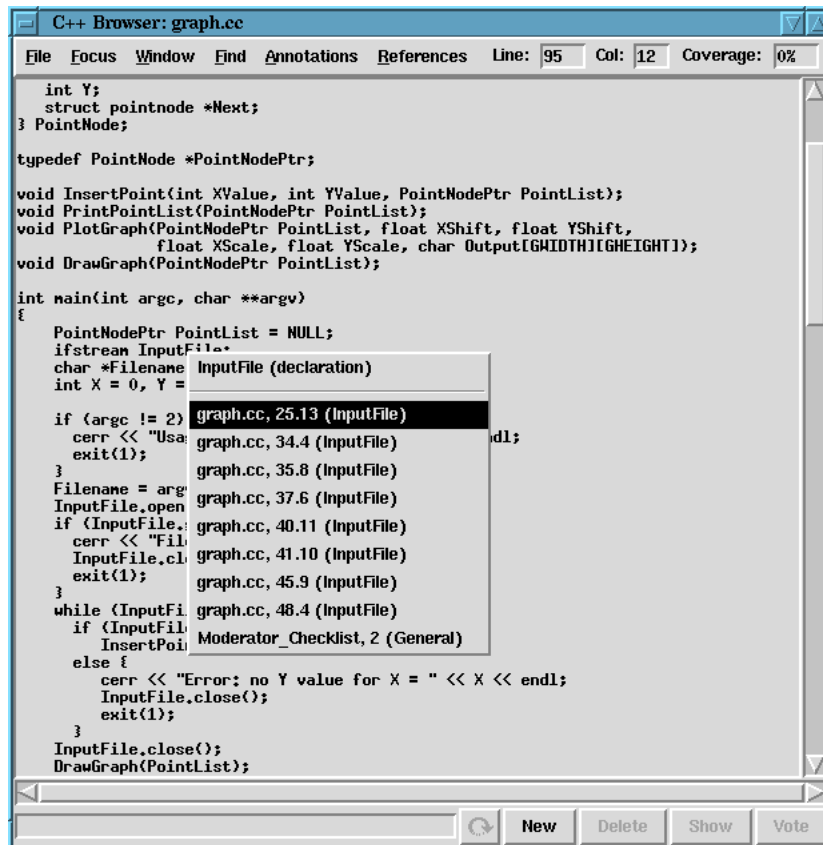 C++ Browser: graph.cc
File Focus Window Find Annotations References Line: 95 Col: 12 Coverage: 0%
int Y;
struct pointnode *Next;
} PointNode;
typedef PointNode *PointNodePtr;
void InsertPoint(int XValue, int YValue, PointNodePtr PointList);
void PrintPointList(PointNodePtr PointList);
void PlotGraph(PointNodePtr PointList, float XShift, float YShift,
float XScale, float YScale, char Output[GWIDTH][GHEIGHT]);
void DrawGraph(PointNodePtr PointList);
int main(int argc, char **argv)
{
PointNodePtr PointList = NULL;
ifstream InputFile;
char *Filename
int X = 0, Y =
if (argc != 2)
cerr << "Usa
exit(1);
}
Filename = arg
InputFile.open
if (InputFile.
cerr << "Fil
InputFile.cl
exit(1);
}
while (InputFi
if (InputFil
InsertPoi
else {
cerr << "Error: no Y value for X = " << X << endl;
InputFile.close();
exit(1);
}
InputFile.close();
DrawGraph(PointList);
InputFile (declaration)
graph.cc, 25.13 (InputFile)
graph.cc, 34.4 (InputFile)
graph.cc, 35.8 (InputFile)
graph.cc, 37.6 (InputFile)
graph.cc, 40.11 (InputFile)
graph.cc, 41.10 (InputFile)
graph.cc, 45.9 (InputFile)
graph.cc, 48.4 (InputFile)
Moderator_Checklist, 2 (General)
New Delete Show Vote